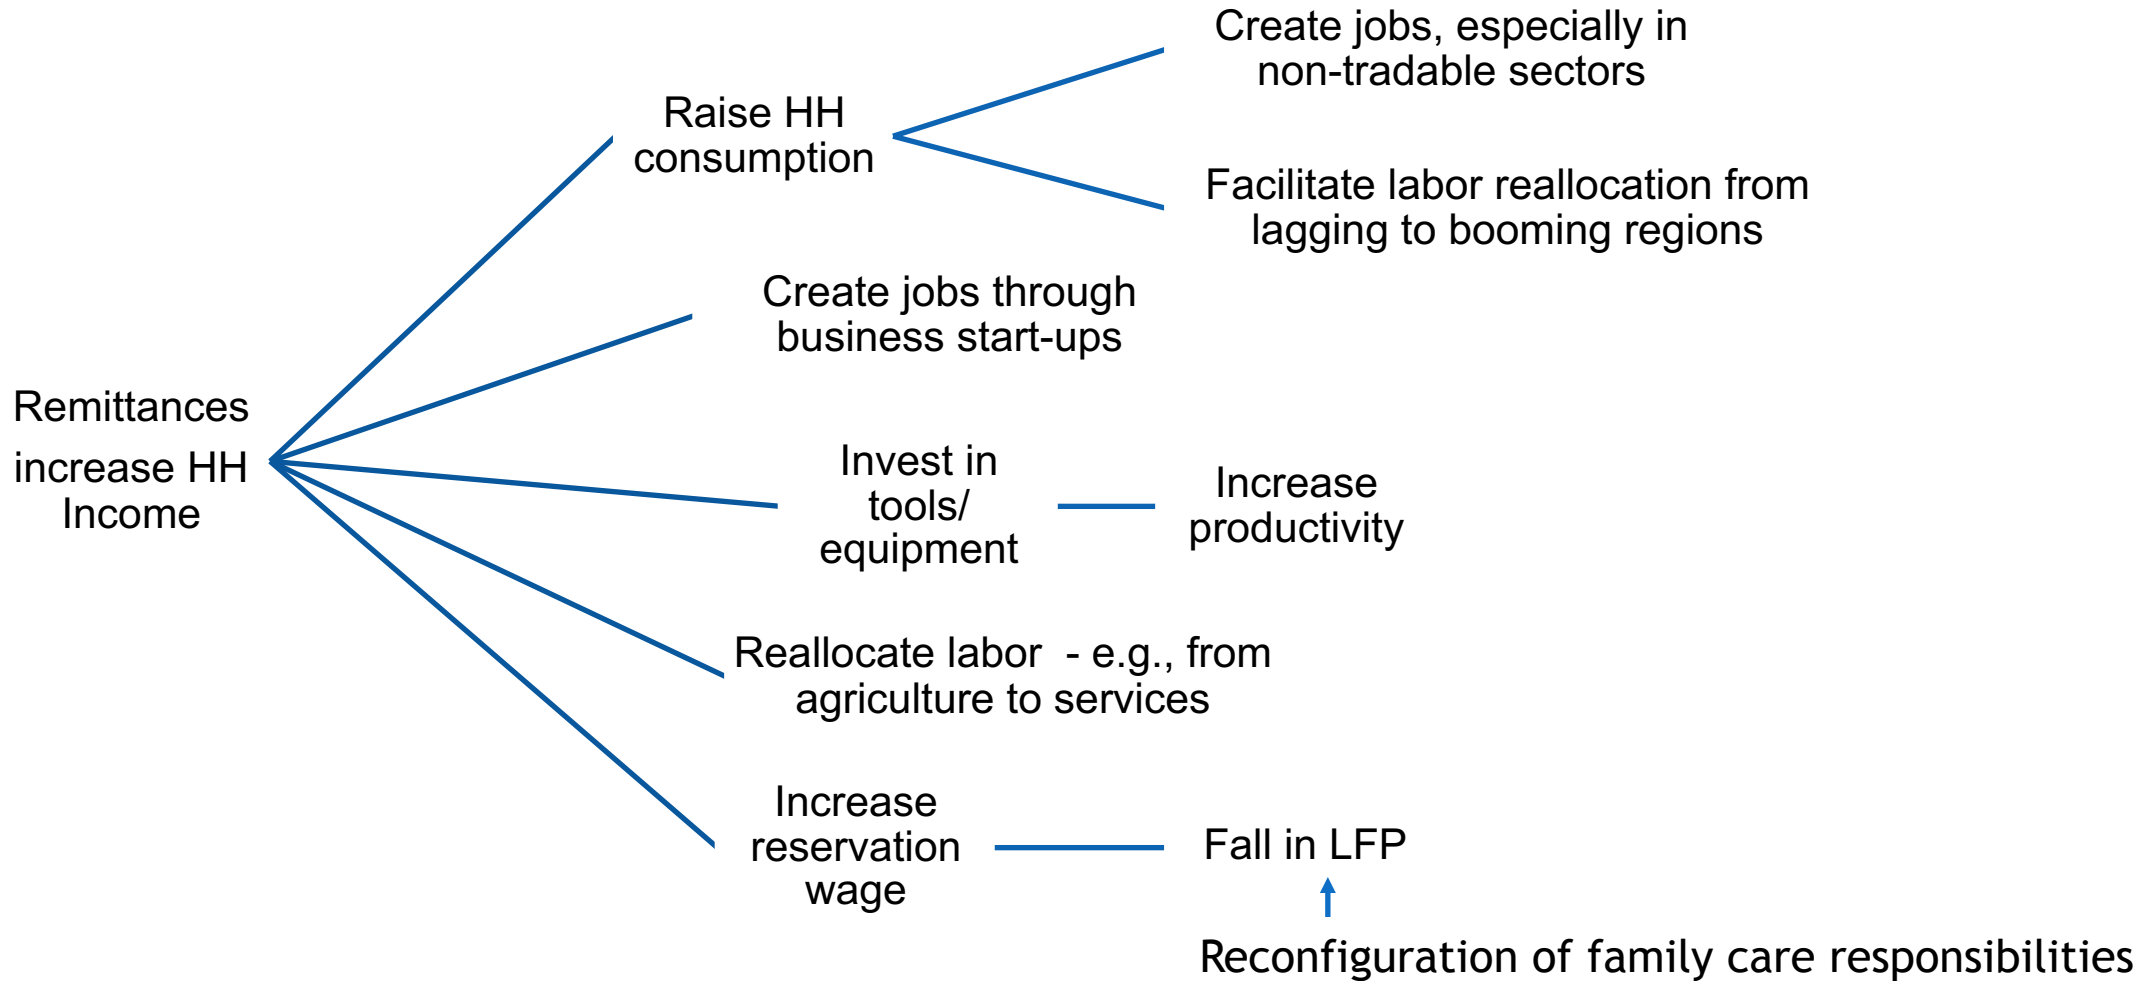 Remittances
increase HH
Income
Raise HH
consumption
Create jobs, especially in
non-tradable sectors
Facilitate labor reallocation from
lagging to booming regions
Create jobs through
business start-ups
Invest in
tools/
equipment
Increase
productivity
Reallocate labor  - e.g., from
agriculture to services
Increase
reservation
wage
Fall in LFP
Reconfiguration of family care responsibilities